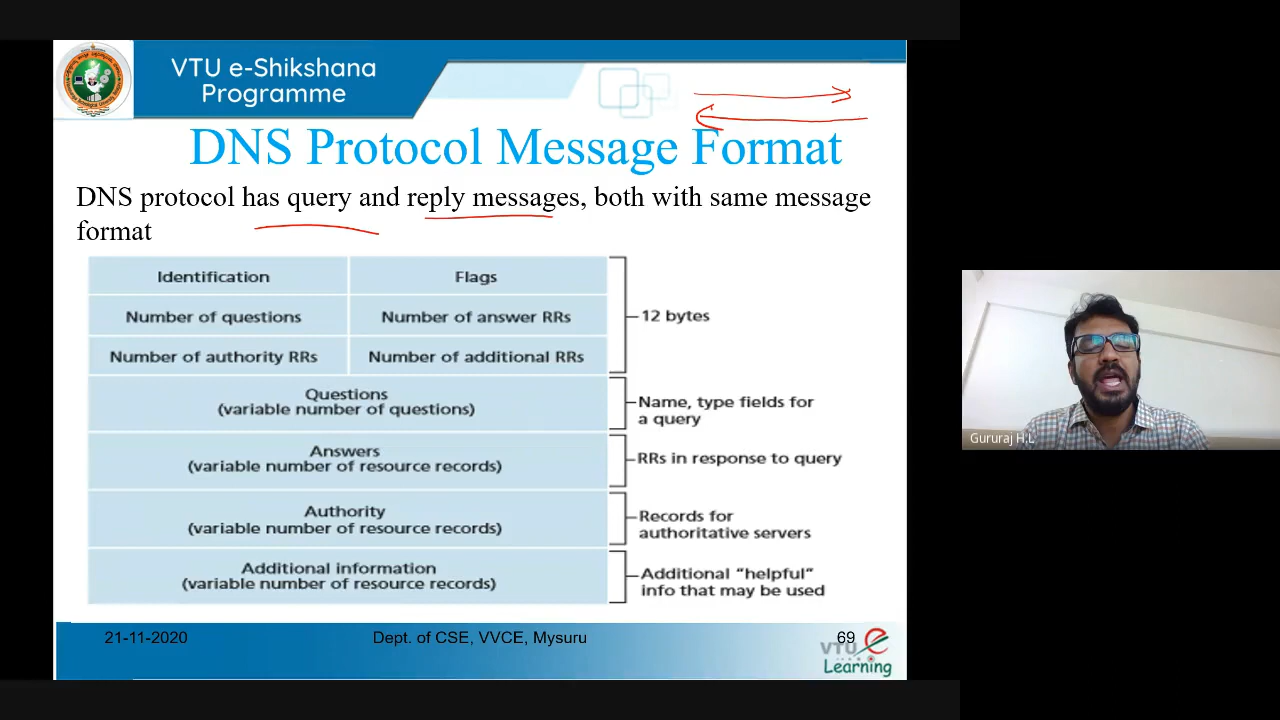 VTU e-Shikshana
Programme
DNS Protocol Message Format
DNS protocol has query and reply messages, both with same message
format
Identification
Flags
Number of questions
Number of answer RRs
12 bytes
Number of authority RRs
Number of additional RRs
Questions
(variable number of questions)
Name, type fields for
a query
Answers
(variable number of resource records)
RRs in response to query
Authority
(variable number of resource records)
Records for
authoritative servers
Additional information
(variable number of resource records)
Additional "helpful"
info that may be used
21-11-2020
Dept. of CSE, VVCE, Mysuru
69
VTU e
Learning
Gururaj H.L